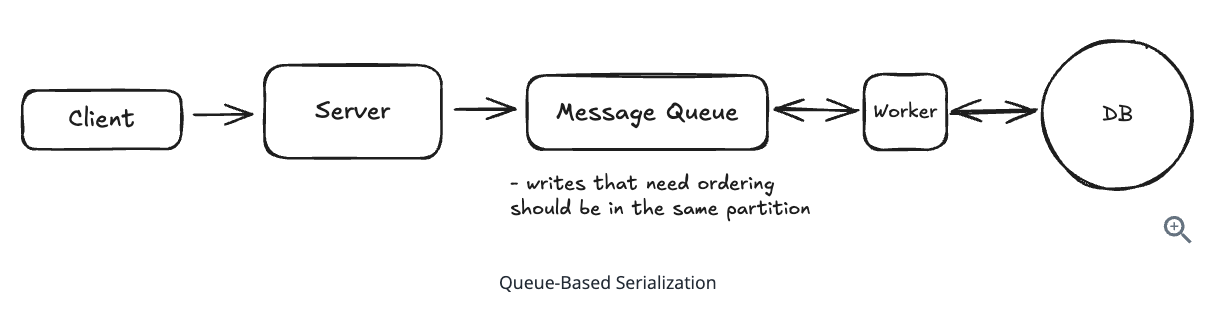 Client
Server
Message Queue
Worker
DB
- writes that need ordering
should be in the same partition
Queue-Based Serialization